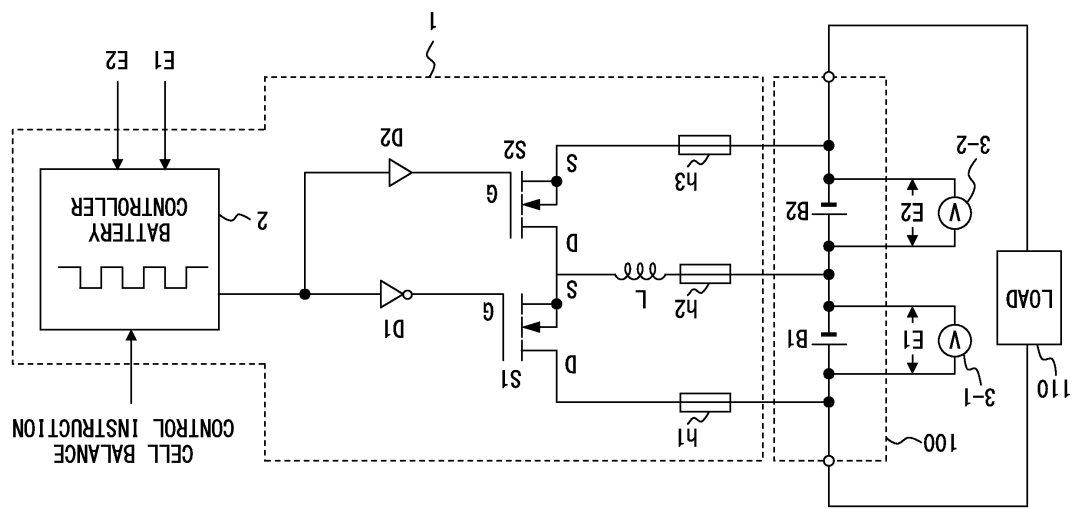 CELL BALANCE
CONTROL INSTRUCTION
100
h1
110
3-1
S1
D
V
E1
B1
D1
G
LOAD
h2
L
S
D
BATTERY
CONTROLLER
2
V
E2
B2
G
h3
S
S2
3-2
D2
E1
E2
1